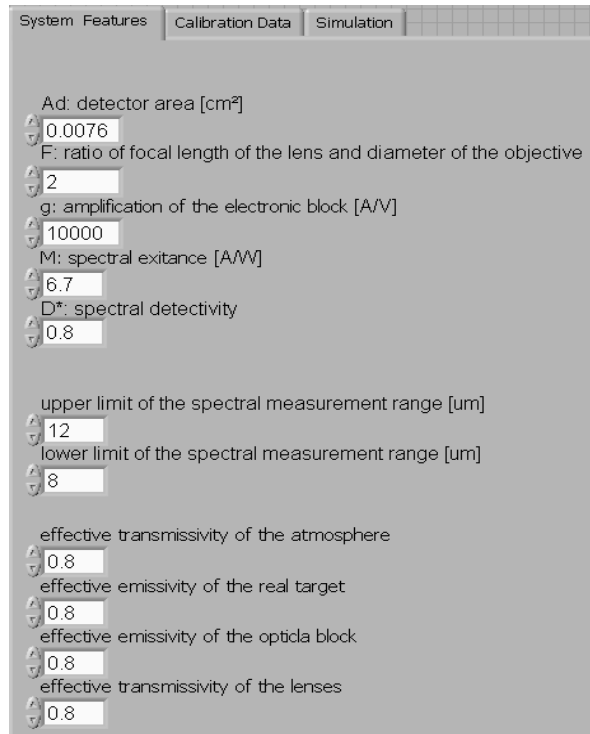 System Features Calibration Data Simulation
Ad: detector area [cm²]
0.0076
F: ratio of focal length of the lens and diameter of the objective
2
g: amplification of the electronic block [A/V]
10000
M: spectral exitance [A/W]
6.7
D*: spectral detectivity
0.8
upper limit of the spectral measurement range [um]
12
lower limit of the spectral measurement range [um]
8
effective transmissivity of the atmosphere
0.8
effective emissivity of the real target
0.8
effective emissivity of the opticla block
0.8
effective transmissivity of the lenses
0.8